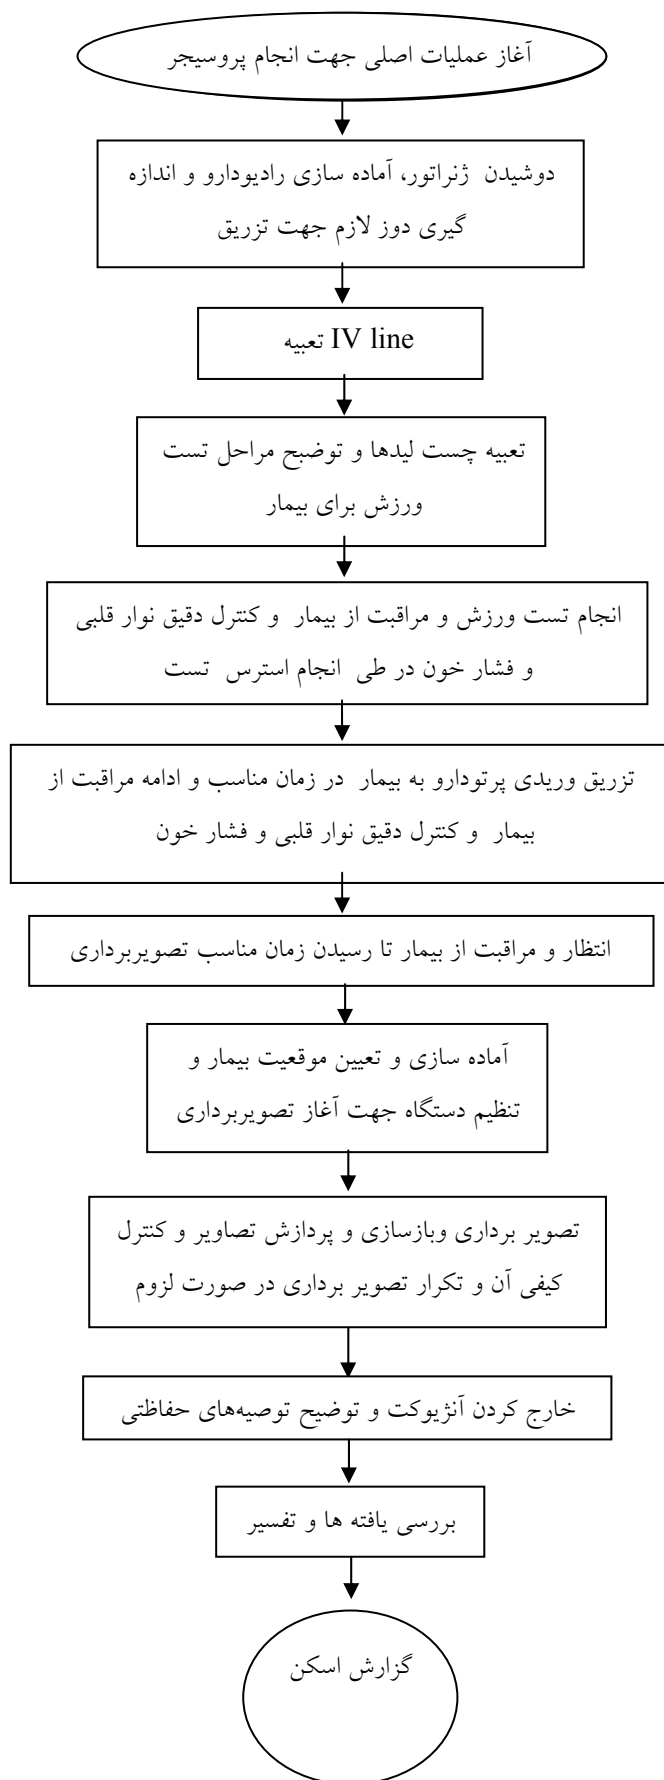 آغاز عملیات اصلی جهت انجام پروسیجر
دوشیدن ژنراتور، آماده سازی رادیودارو و اندازه
گیری دوز لازم جهت تزریق
تعبیه IV line
تعبیه چست لیدها و توضبح مراحل تست
ورزش برای بیمار
انجام تست ورزش و مراقبت از بیمار و کنترل دقیق نوار قلبی
و فشار خون در طی انجام استرس تست
تزریق وریدی پرتودارو به بیمار در زمان مناسب و ادامه مراقبت از
بیمار و کنترل دقیق نوار قلبی و فشار خون
انتظار و مراقبت از بیمار تا رسیدن زمان مناسب تصویربرداری
آماده سازی و تعیین موقعیت بیمار و
تنظیم دستگاه جهت آغاز تصویربرداری
تصویر برداری وبازسازی و پردازش تصاویر و کنترل
کیفی آن و تکرار تصویر برداری در صورت لزوم
خارج کردن آنژیوکت و توضیح توصیه‌های حفاظتی
بررسی یافته ها و تفسیر
گزارش اسکن